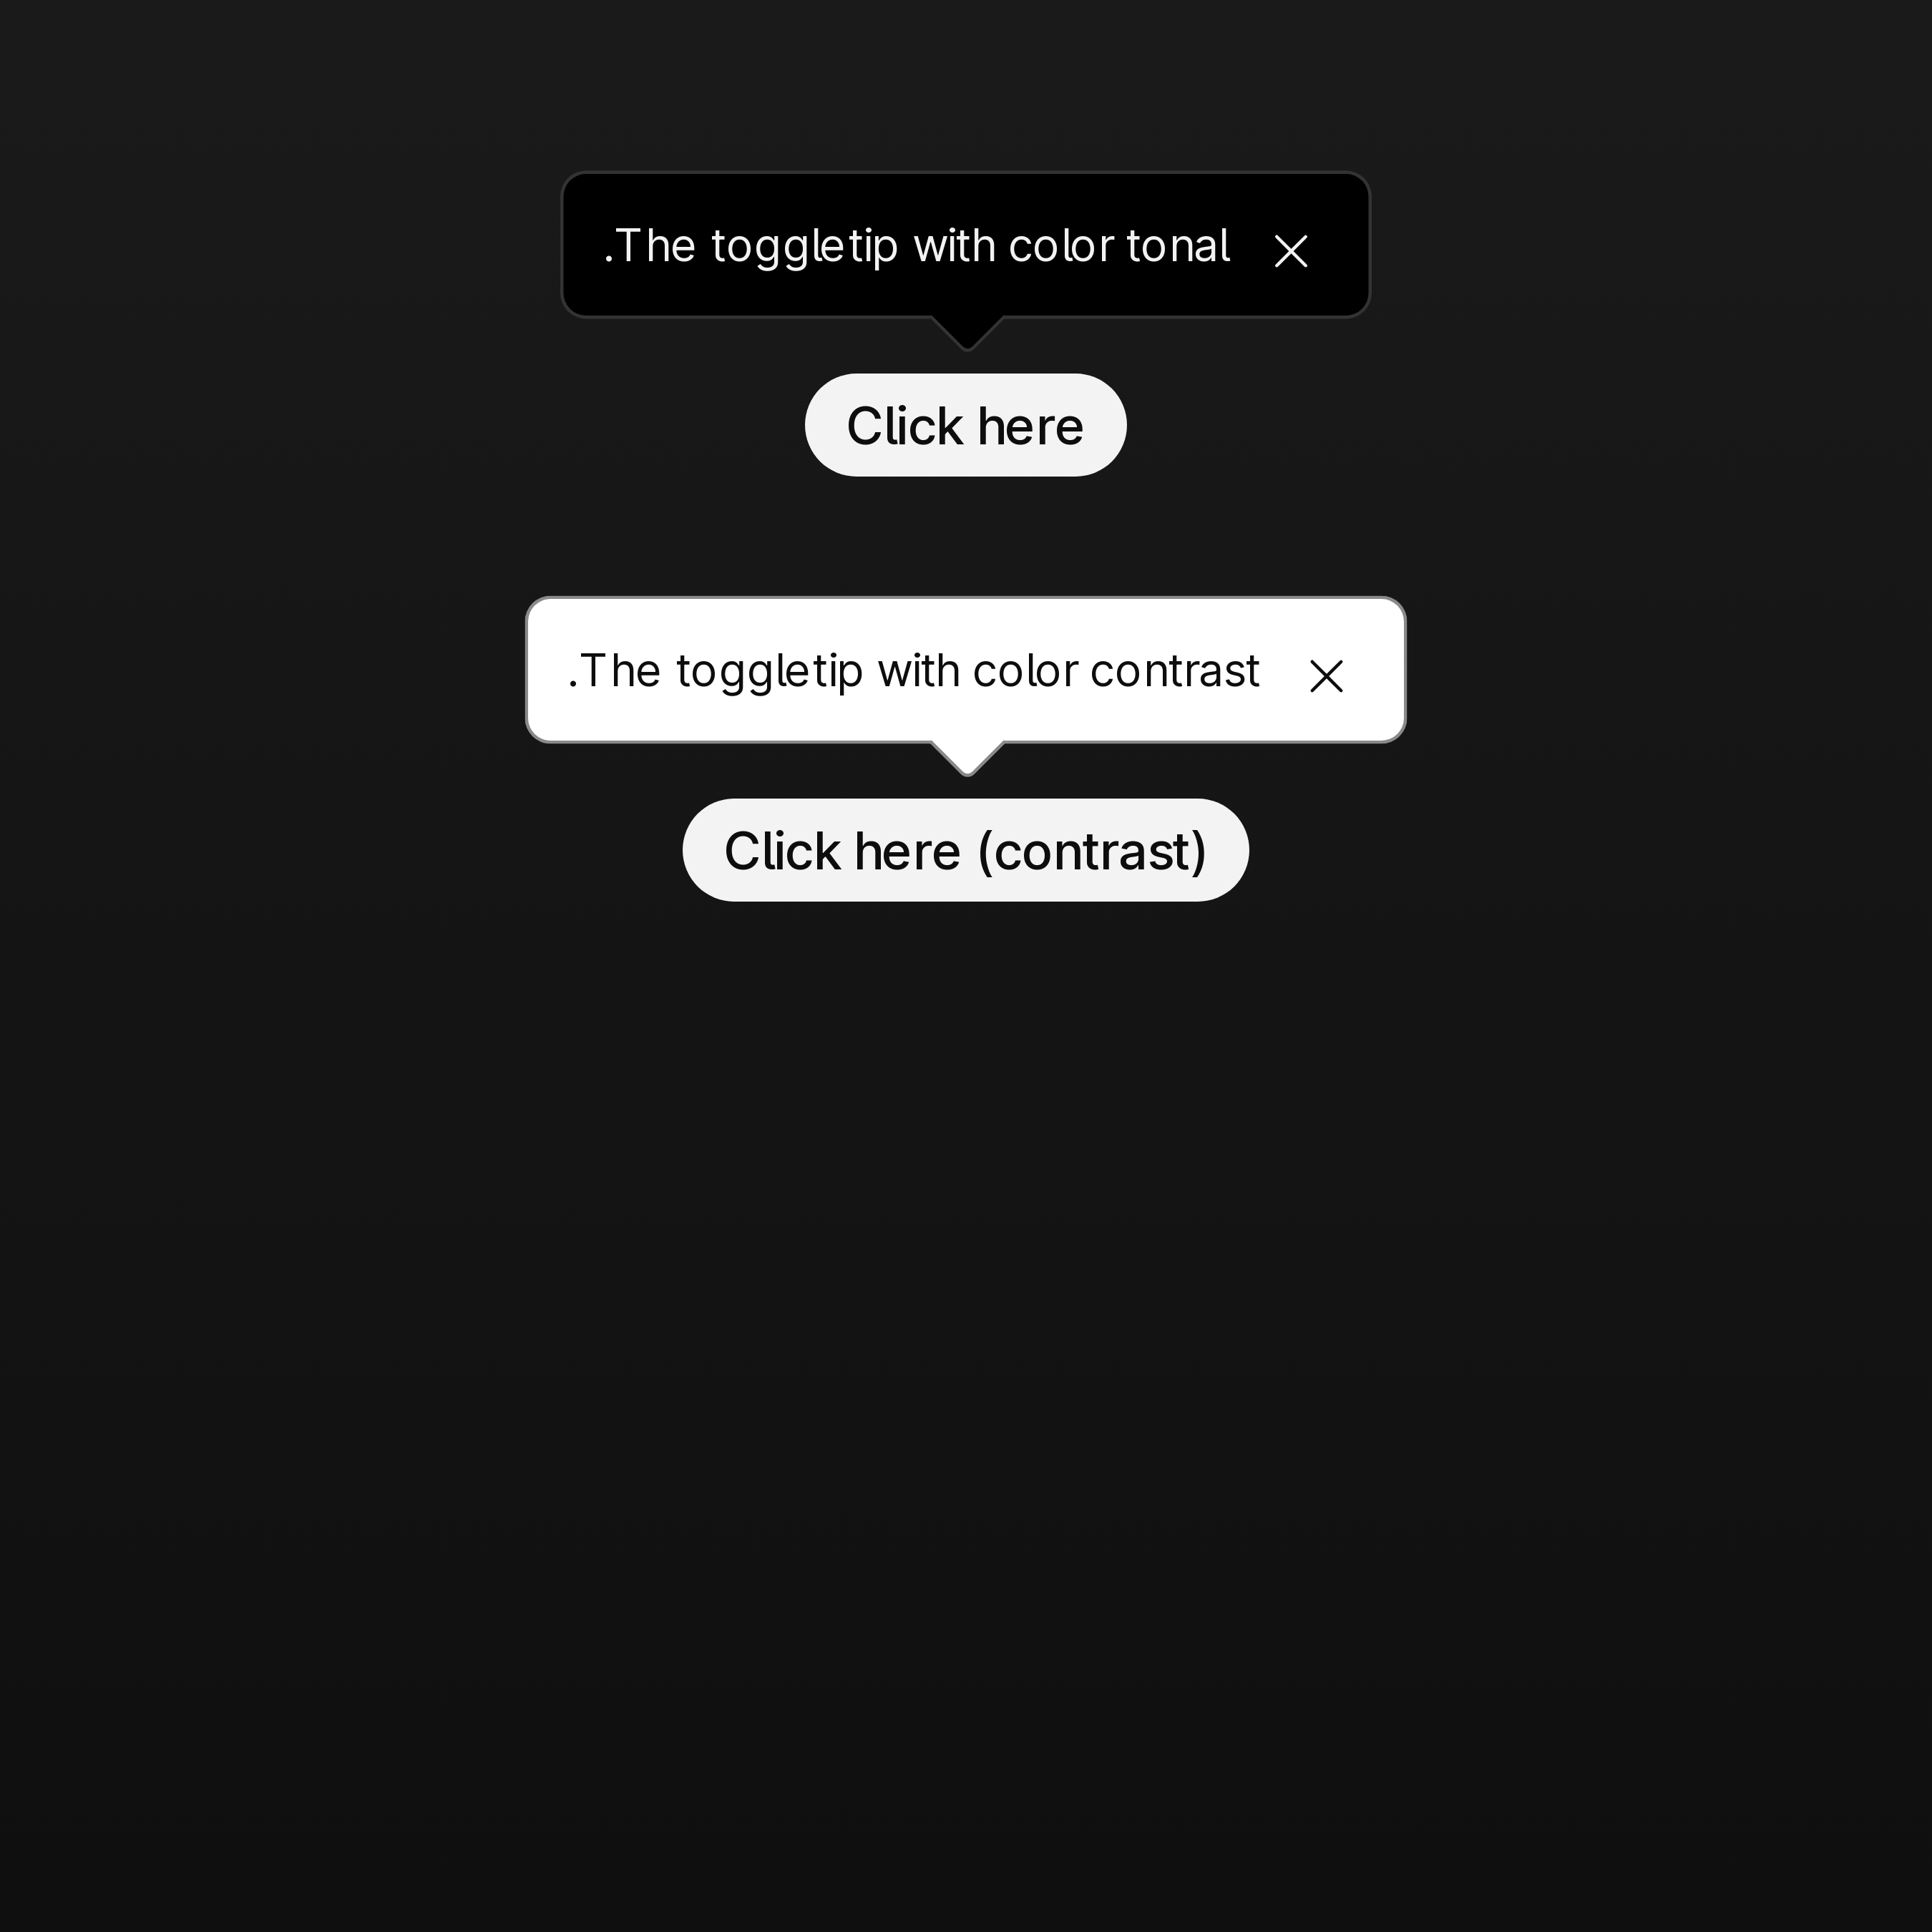 .The toggletip with color tonal
Click here
.The toggletip with color contrast
Click here (contrast)